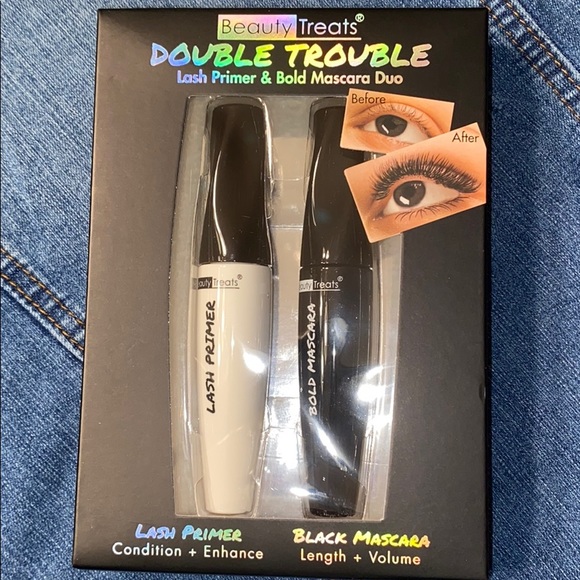 Beauty Treats®
DOUBLE TROUBLE
Lash Primer & Bold Mascara Duo
Before
After
Beauty Treats®
LASH PRIMER
Beauty Treats®
BOLD MASCARA
LASH PRIMER
Condition + Enhance
BLACK MASCARA
Length + Volume